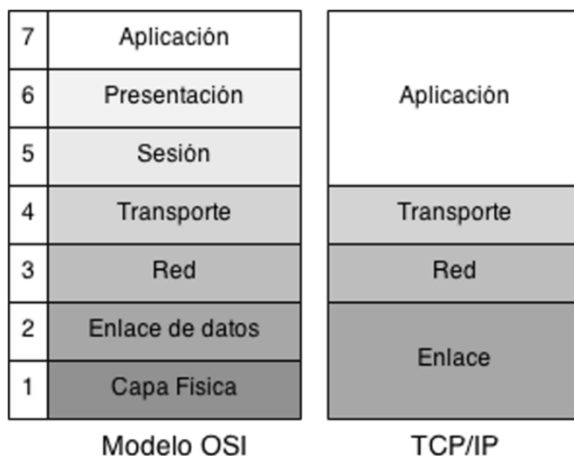 7 Aplicación
6 Presentación
5 Sesión
4 Transporte
3 Red
2 Enlace de datos
1 Capa Física
Modelo OSI
Aplicación
Transporte
Red
Enlace
TCP/IP